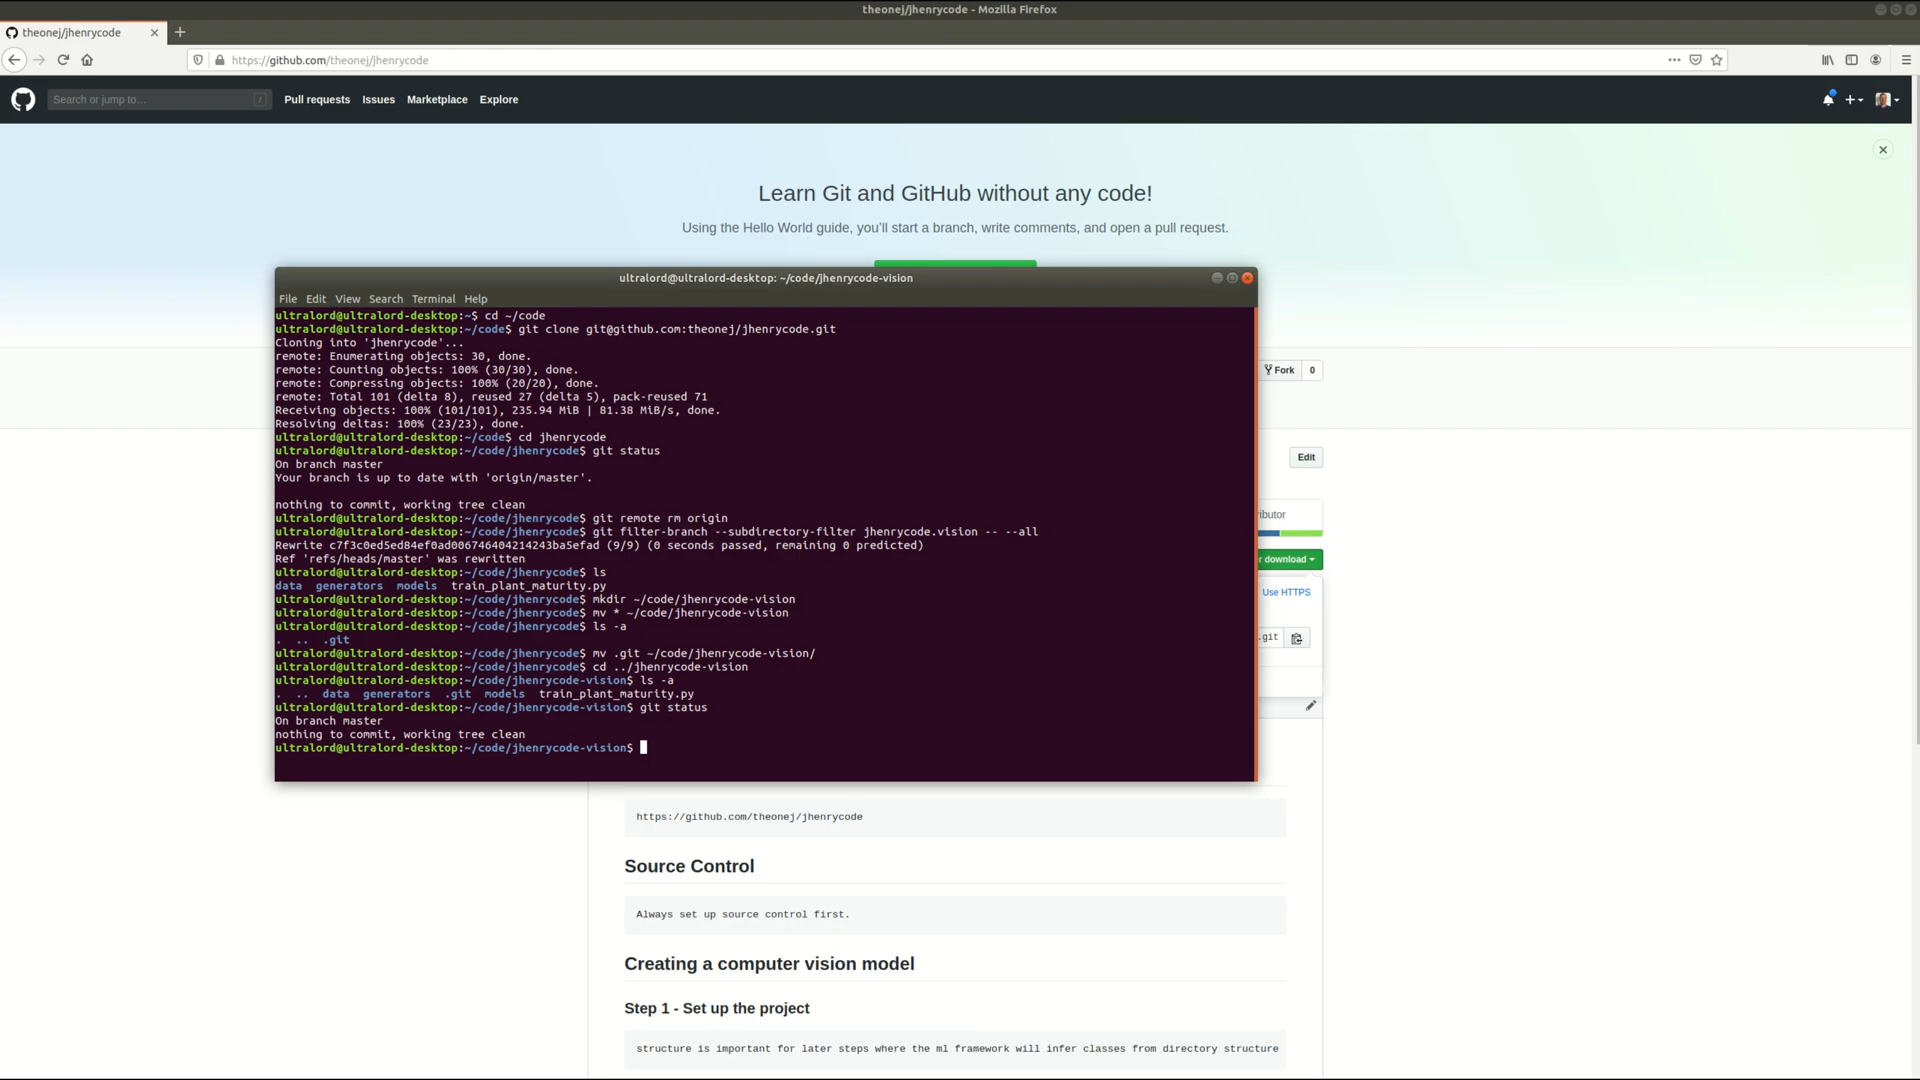 theonej/jhenrycode - Mozilla Firefox
theonej/jhenrycode
https://github.com/theonej/jhenrycode
Search or jump to… /
Pull requests Issues Marketplace Explore
Learn Git and GitHub without any code!
Using the Hello World guide, you’ll start a branch, write comments, and open a pull request.
ultralord@ultralord-desktop: ~/code/jhenrycode-vision
File Edit View Search Terminal Help
ultralord@ultralord-desktop:~$ cd ~/code
ultralord@ultralord-desktop:~/code$ git clone git@github.com:theonej/jhenrycode.git
Cloning into 'jhenrycode'...
remote: Enumerating objects: 30, done.
remote: Counting objects: 100% (30/30), done.
remote: Compressing objects: 100% (20/20), done.
remote: Total 101 (delta 8), reused 27 (delta 5), pack-reused 71
Receiving objects: 100% (101/101), 235.94 MiB | 81.38 MiB/s, done.
Resolving deltas: 100% (23/23), done.
ultralord@ultralord-desktop:~/code$ cd jhenrycode
ultralord@ultralord-desktop:~/code/jhenrycode$ git status
On branch master
Your branch is up to date with 'origin/master'.
nothing to commit, working tree clean
ultralord@ultralord-desktop:~/code/jhenrycode$ git remote rm origin
ultralord@ultralord-desktop:~/code/jhenrycode$ git filter-branch --subdirectory-filter jhenrycode.vision -- --all
Rewrite c7f3c0ed5ed84ef0ad006746404214243ba5efad (9/9) (0 seconds passed, remaining 0 predicted)
Ref 'refs/heads/master' was rewritten
ultralord@ultralord-desktop:~/code/jhenrycode$ ls
data generators models train_plant_maturity.py
ultralord@ultralord-desktop:~/code/jhenrycode$ mkdir ~/code/jhenrycode-vision
ultralord@ultralord-desktop:~/code/jhenrycode$ mv * ~/code/jhenrycode-vision
ultralord@ultralord-desktop:~/code/jhenrycode$ ls -a
. .. .git
ultralord@ultralord-desktop:~/code/jhenrycode$ mv .git ~/code/jhenrycode-vision/
ultralord@ultralord-desktop:~/code/jhenrycode$ cd ../jhenrycode-vision
ultralord@ultralord-desktop:~/code/jhenrycode-vision$ ls -a
. .. data generators .git models train_plant_maturity.py
ultralord@ultralord-desktop:~/code/jhenrycode-vision$ git status
On branch master
nothing to commit, working tree clean
ultralord@ultralord-desktop:~/code/jhenrycode-vision$
Fork 0
Edit
ibutor
r download
Use HTTPS
.git
https://github.com/theonej/jhenrycode
Source Control
Always set up source control first.
Creating a computer vision model
Step 1 - Set up the project
structure is important for later steps where the ml framework will infer classes from directory structure